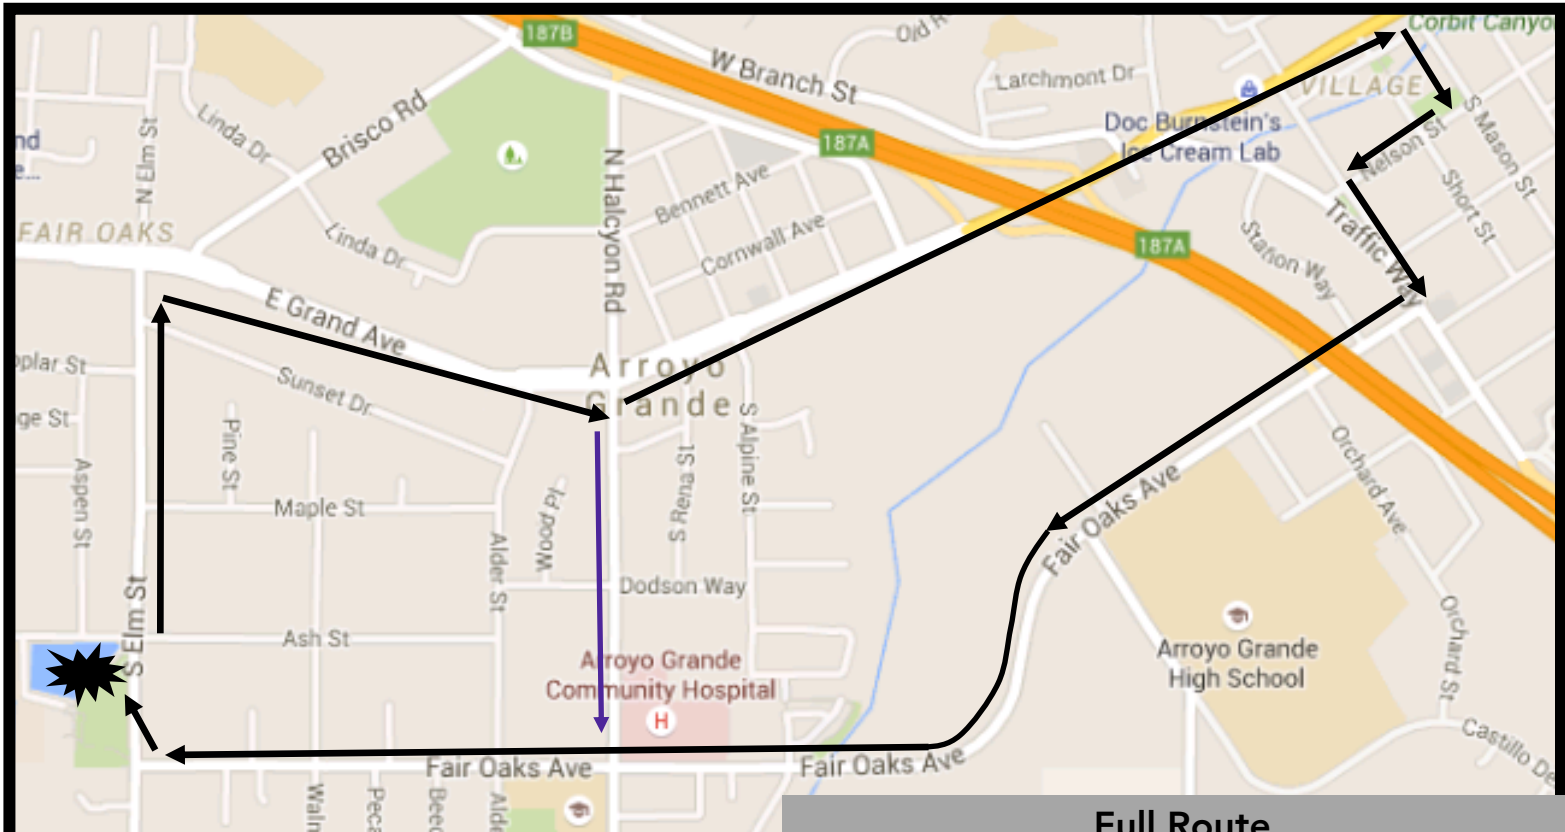 187B
Corbit Canyo
Old R
W Branch St
Larchmont Dr
VILLAGE
Linda Dr
Brisco Rd
N Elm St
nd
e...
187A
Doc Burnstein's
Ice Cream Lab
S Mason St
Nelson St
Short St
N Halcyon Rd
Bennett Ave
Cornwall Ave
FAIR OAKS
Linda Dr
187A
Traffic Way
Station Way
E Grand Ave
Arroyo
Grande
oplar St
Sunset Dr
ge St
Pine St
Aspen St
Maple St
Wood Pl
S Rena St
S Alpine St
Alder St
Dodson Way
Fair Oaks Ave
Orchard Ave
Orchard St
S Elm St
Ash St
Arroyo Grande
Community Hospital
H
Arroyo Grande
High School
Castillo De
Fair Oaks Ave
Fair Oaks Ave
Waln
Peca
Beec
Alde
Full Route